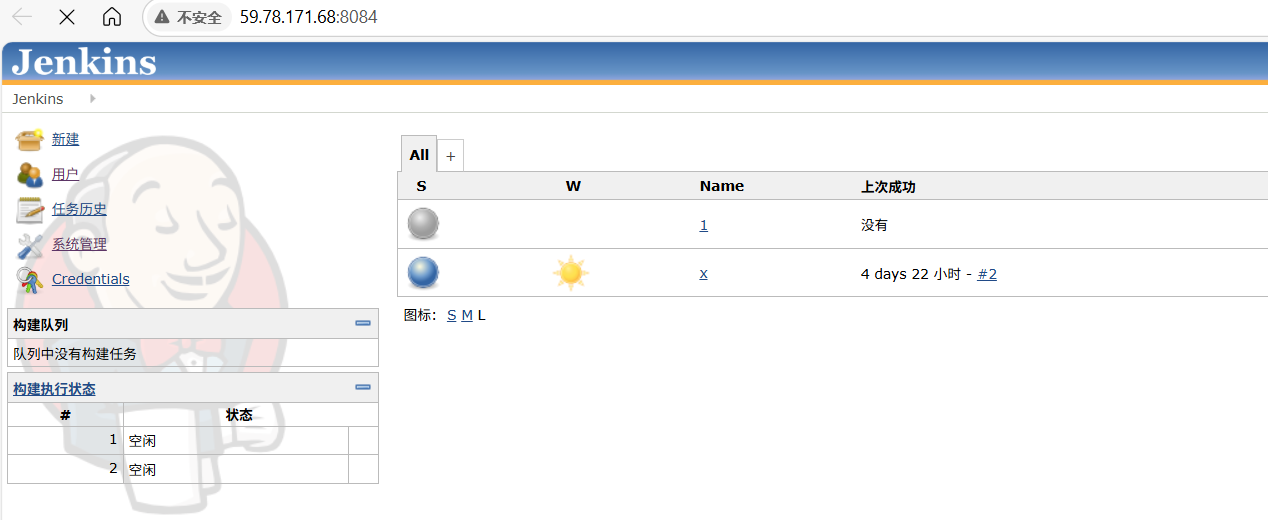 不安全 59.78.171.68:8084
Jenkins
Jenkins
新建
用户
任务历史
系统管理
Credentials
构建队列
队列中没有构建任务
构建执行状态
# 状态
1 空闲
2 空闲
All +
S W Name 上次成功
1 没有
x 4 days 22 小时 - #2
图标: S M L